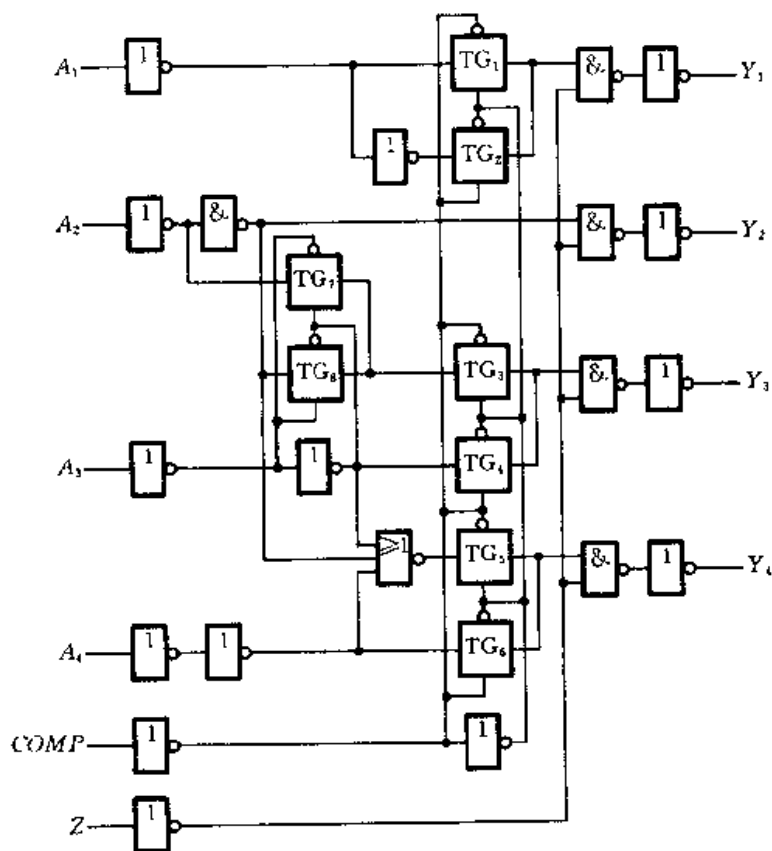 A₁ 1 TG₁ & 1 Y₁
1 TG₂
A₂ 1 & & 1 Y₂
TG₇
TG₈ TG₃ & 1 Y₃
A₃ 1 1 TG₄
≥1 TG₅ & 1 Y₄
A₄ 1 1 TG₆
COMP 1 1
Z 1